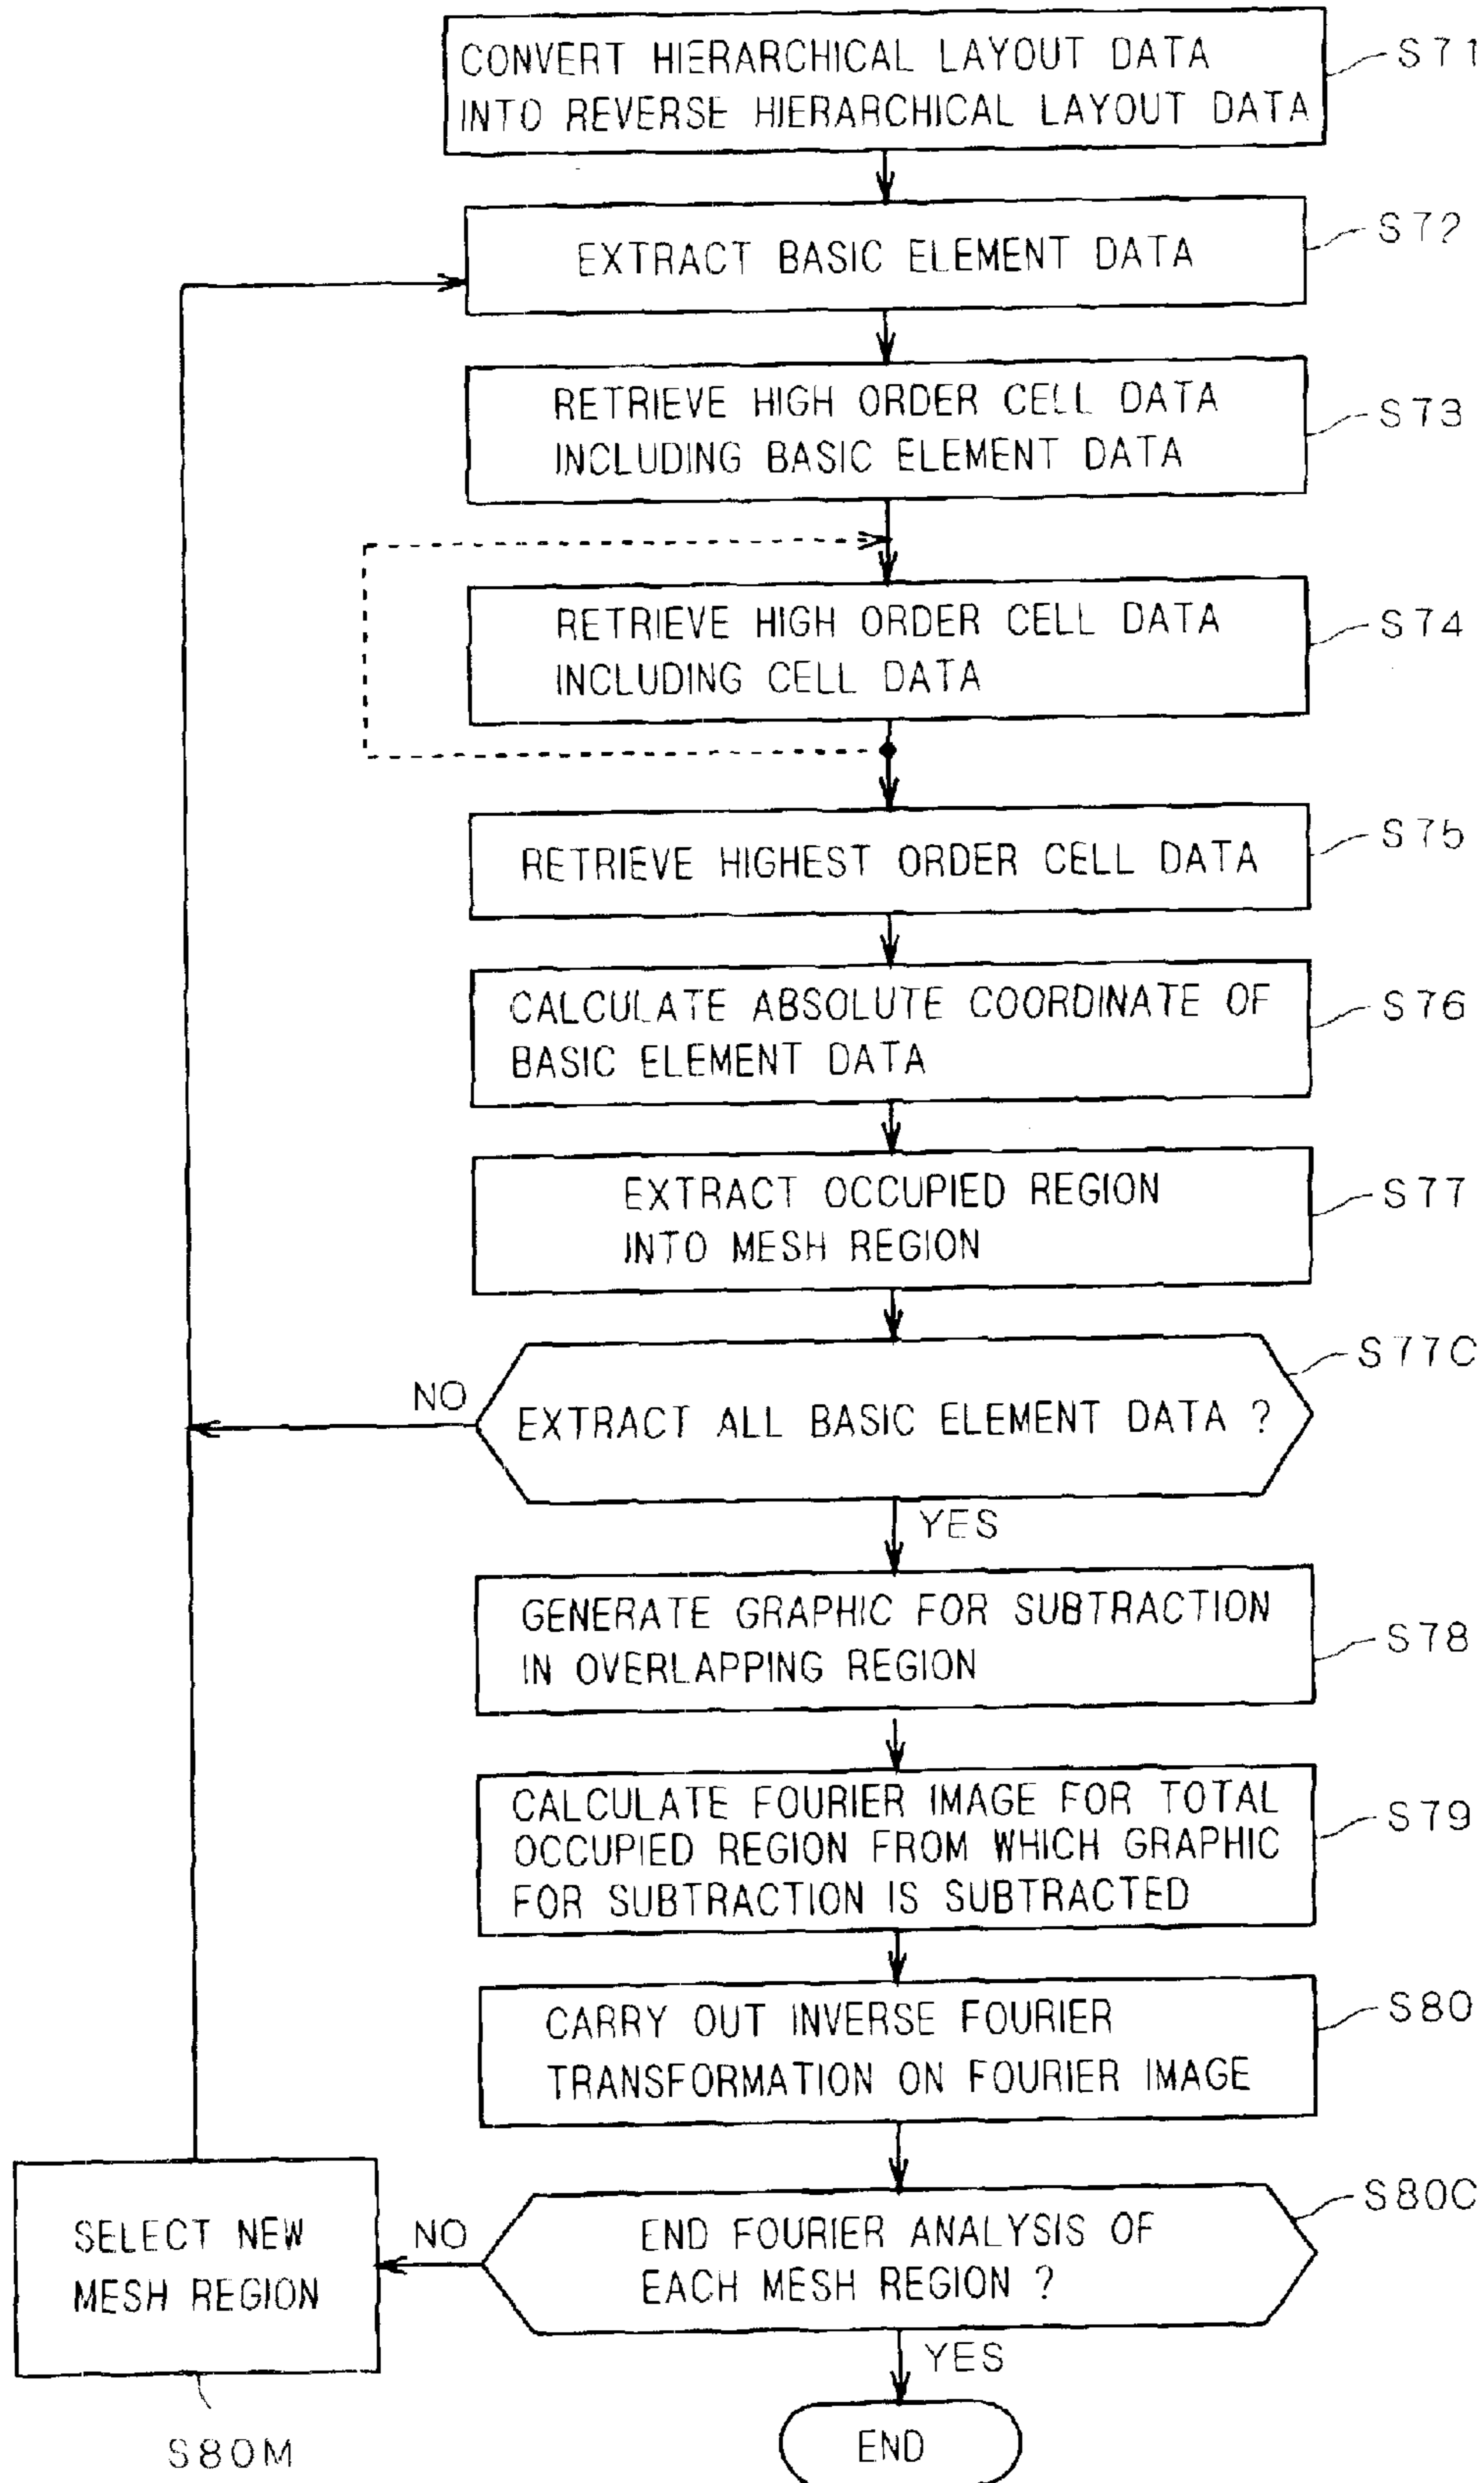 CONVERT HIERARCHICAL LAYOUT DATA
INTO REVERSE HIERARCHICAL LAYOUT DATA
S71
EXTRACT BASIC ELEMENT DATA
S72
RETRIEVE HIGH ORDER CELL DATA
INCLUDING BASIC ELEMENT DATA
S73
RETRIEVE HIGH ORDER CELL DATA
INCLUDING CELL DATA
S74
RETRIEVE HIGHEST ORDER CELL DATA
S75
CALCULATE ABSOLUTE COORDINATE OF
BASIC ELEMENT DATA
S76
EXTRACT OCCUPIED REGION
INTO MESH REGION
S77
EXTRACT ALL BASIC ELEMENT DATA ?
S77C
NO
YES
GENERATE GRAPHIC FOR SUBTRACTION
IN OVERLAPPING REGION
S78
CALCULATE FOURIER IMAGE FOR TOTAL
OCCUPIED REGION FROM WHICH GRAPHIC
FOR SUBTRACTION IS SUBTRACTED
S79
CARRY OUT INVERSE FOURIER
TRANSFORMATION ON FOURIER IMAGE
S80
END FOURIER ANALYSIS OF
EACH MESH REGION ?
S80C
NO
SELECT NEW
MESH REGION
S80M
YES
END